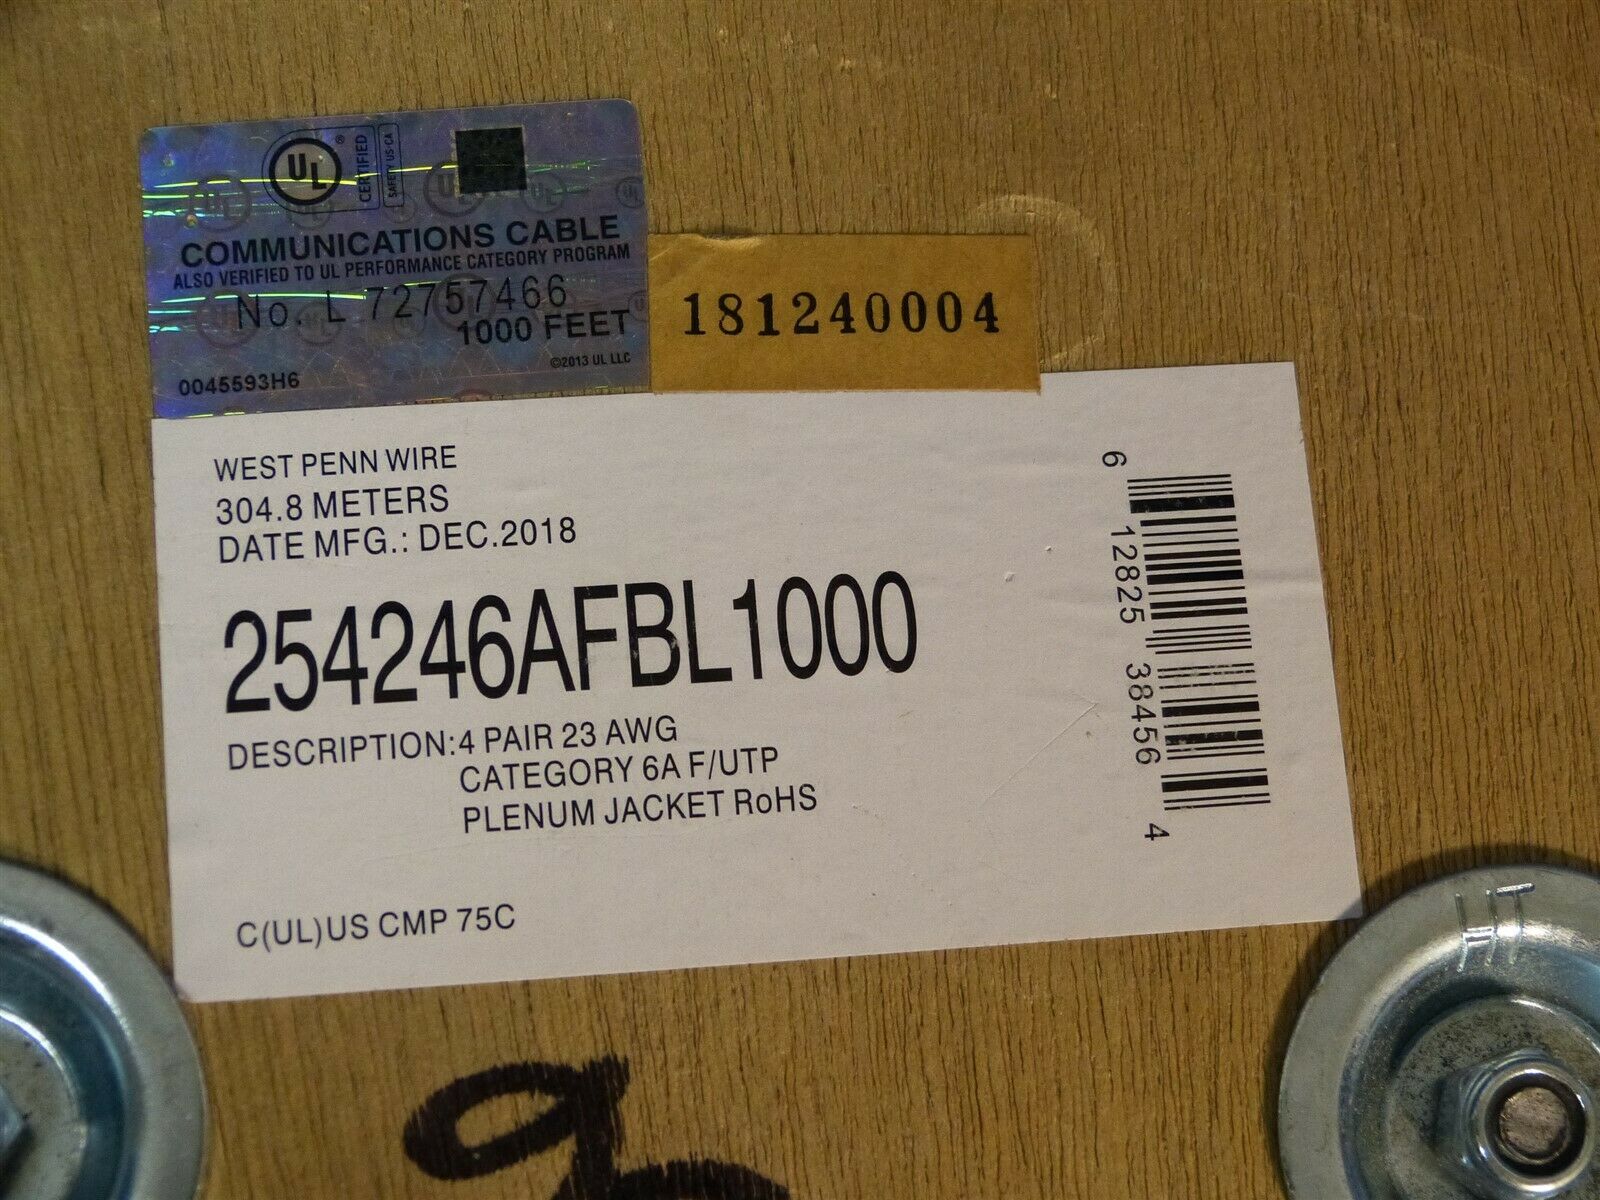 UL ® CERTIFIED SAFETY US-CA
COMMUNICATIONS CABLE
ALSO VERIFIED TO UL PERFORMANCE CATEGORY PROGRAM
No. L 72757466
1000 FEET
©2013 UL LLC
0045593H6
181240004
WEST PENN WIRE
304.8 METERS
DATE MFG.: DEC.2018
254246AFBL1000
DESCRIPTION:4 PAIR 23 AWG
CATEGORY 6A F/UTP
PLENUM JACKET RoHS
C(UL)US CMP 75C
6 12825 38456 4
HT